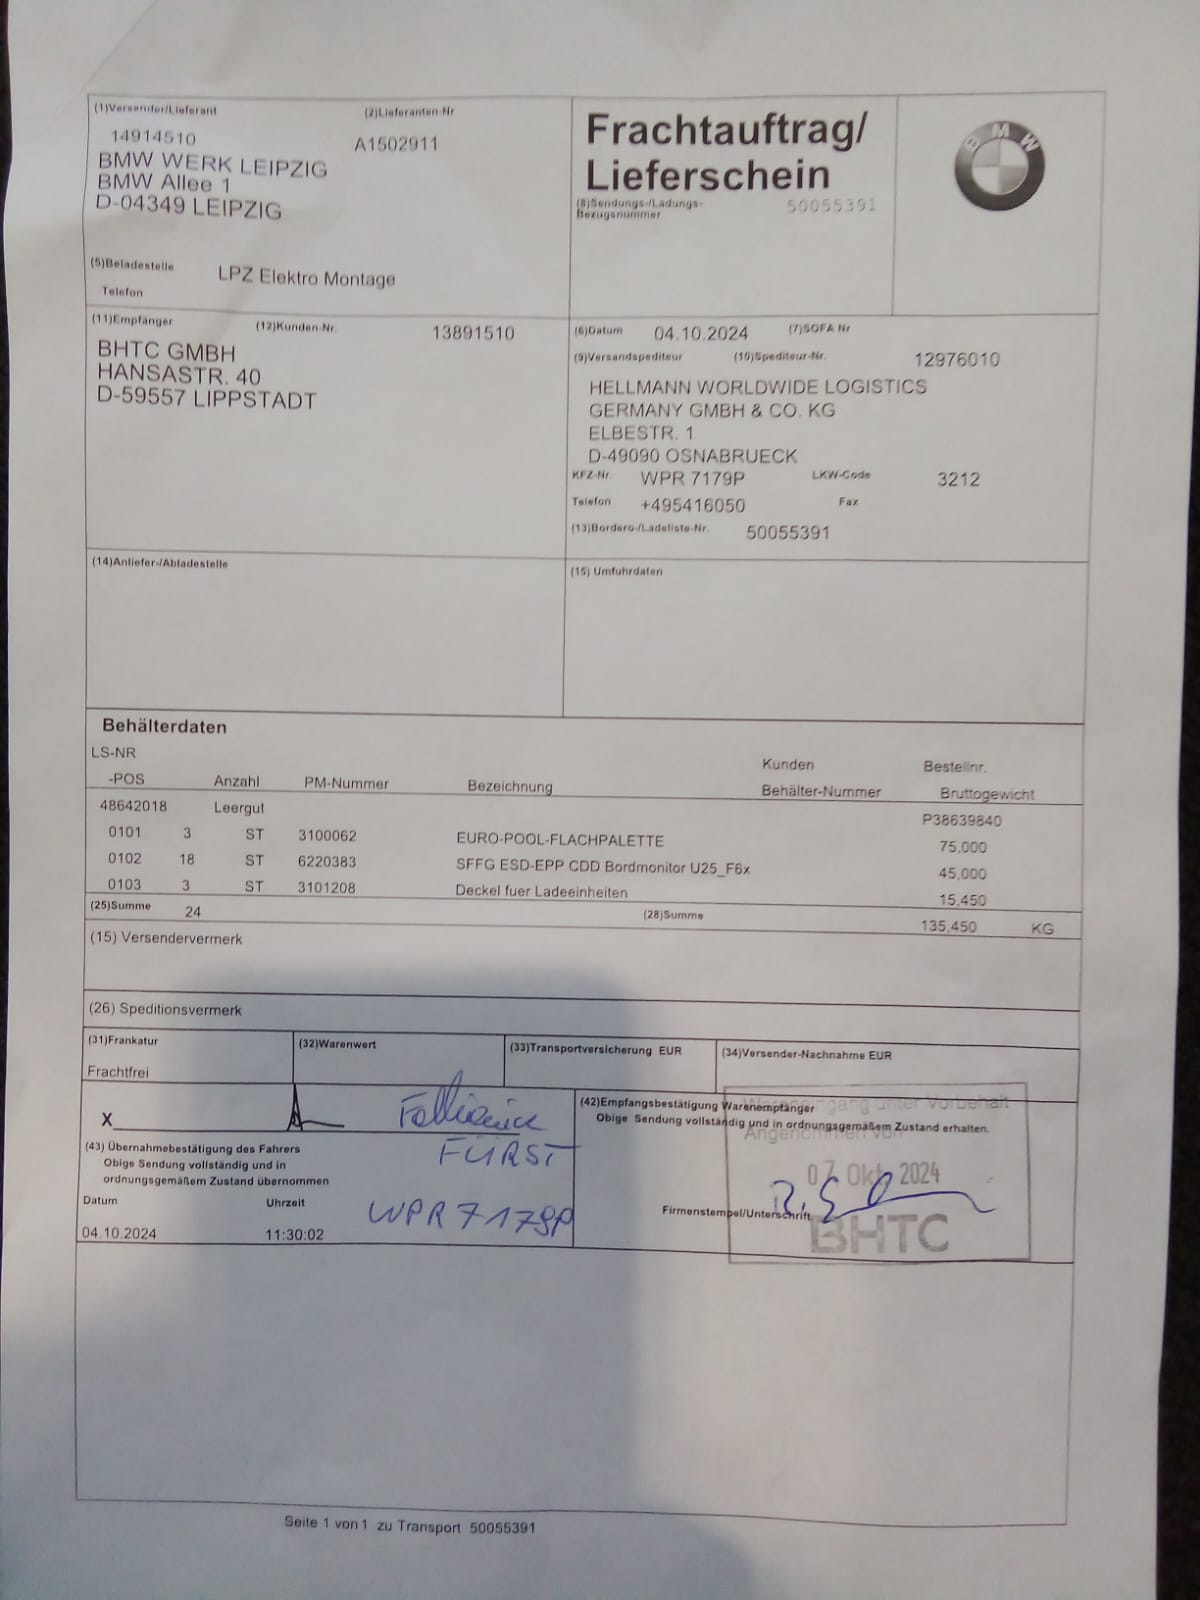 (1)Versender/Lieferant (2)Lieferanten-Nr
14914510 A1502911
BMW WERK LEIPZIG
BMW Allee 1
D-04349 LEIPZIG
(5)Beladestelle LPZ Elektro Montage
Telefon
Frachtauftrag/
Lieferschein
(8)Sendungs-/Ladungs- 50055391
Bezugsnummer
BMW
(11)Empfänger (12)Kunden-Nr. 13891510
BHTC GMBH
HANSASTR. 40
D-59557 LIPPSTADT
(6)Datum 04.10.2024 (7)SOFA Nr
(9)Versandspediteur (10)Spediteur-Nr. 12976010
HELLMANN WORLDWIDE LOGISTICS
GERMANY GMBH & CO. KG
ELBESTR. 1
D-49090 OSNABRUECK
KFZ-Nr. WPR 7179P LKW-Code 3212
Telefon +495416050 Fax
(13)Bordero-/Ladeliste-Nr. 50055391
(14)Anliefer-/Abladestelle (15) Umfuhrdaten
Behälterdaten
LS-NR Kunden Bestellnr.
-POS Anzahl PM-Nummer Bezeichnung Behälter-Nummer Bruttogewicht
48642018 Leergut P38639840
0101 3 ST 3100062 EURO-POOL-FLACHPALETTE 75,000
0102 18 ST 6220383 SFFG ESD-EPP CDD Bordmonitor U25_F6x 45,000
0103 3 ST 3101208 Deckel fuer Ladeeinheiten 15,450
(25)Summe 24 (28)Summe 135,450 KG
(15) Versendervermerk
(26) Speditionsvermerk
(31)Frankatur (32)Warenwert (33)Transportversicherung EUR (34)Versender-Nachnahme EUR
Frachtfrei
X
FÜRST
(43) Übernahmebestätigung des Fahrers
Obige Sendung vollständig und in
ordnungsgemäßem Zustand übernommen
Datum Uhrzeit WPR 7179P
04.10.2024 11:30:02
(42)Empfangsbestätigung Warenempfänger
Obige Sendung vollständig und in ordnungsgemäßem Zustand erhalten.
Wareneingang unter Vorbehalt
Angenommen von
07. Okt. 2024
Firmenstempel/Unterschrift
BHTC
Seite 1 von 1 zu Transport 50055391